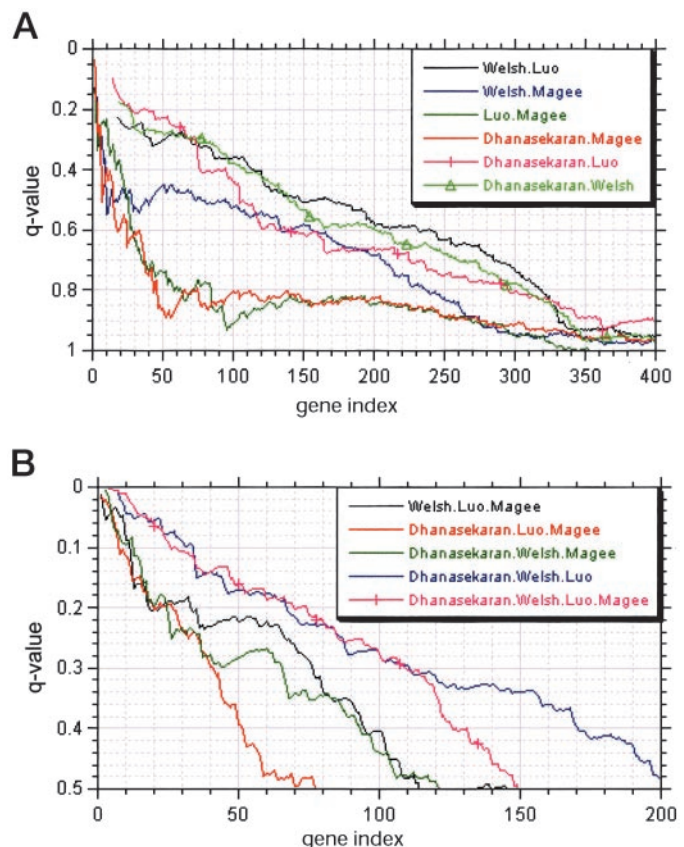 A
0
0.2
0.4
0.6
0.8
1
q-value
Welsh.Luo
Welsh.Magee
Luo.Magee
Dhanasekaran.Magee
Dhanasekaran.Luo
Dhanasekaran.Welsh
0 50 100 150 200 250 300 350 400
gene index
B
0
0.1
0.2
0.3
0.4
0.5
q-value
Welsh.Luo.Magee
Dhanasekaran.Luo.Magee
Dhanasekaran.Welsh.Magee
Dhanasekaran.Welsh.Luo
Dhanasekaran.Welsh.Luo.Magee
0 50 100 150 200
gene index